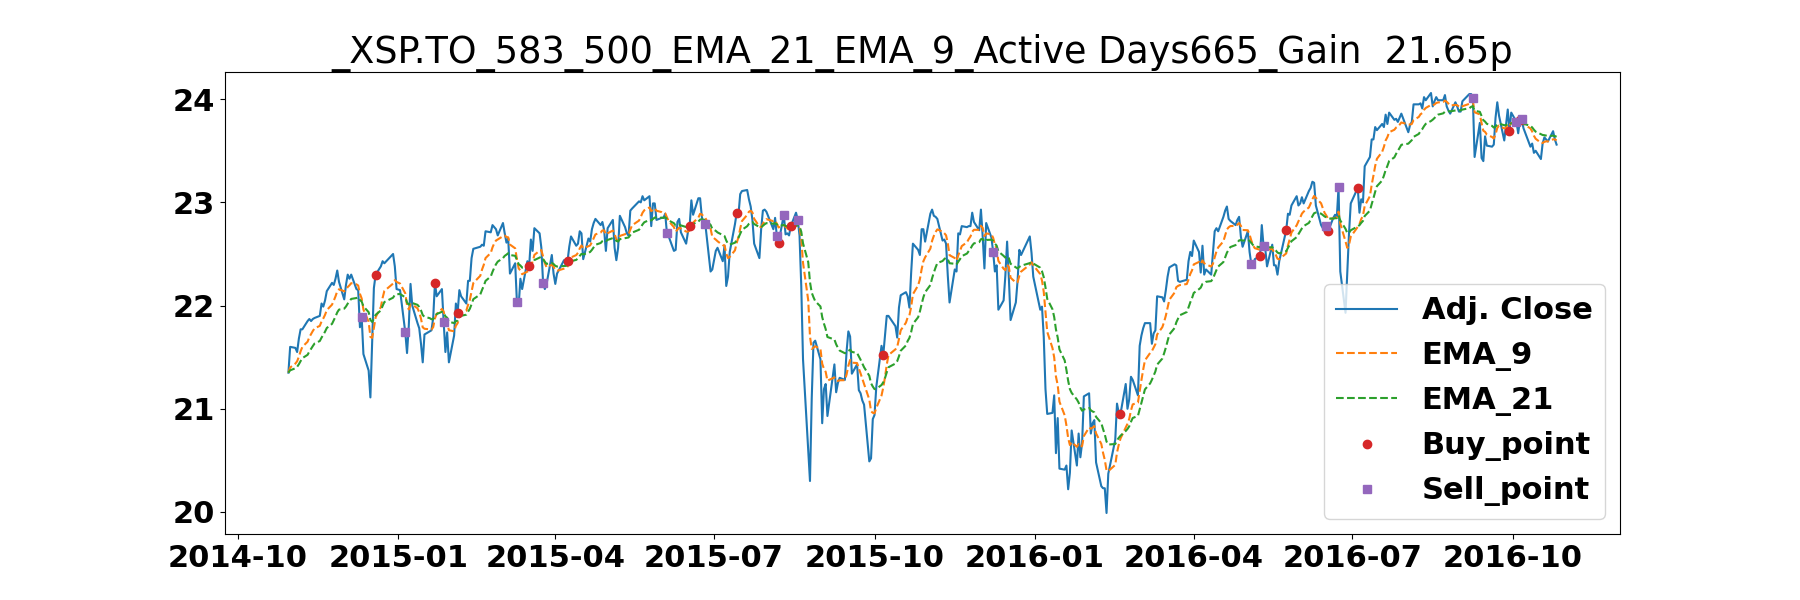 _XSP.TO_583_500_EMA_21_EMA_9_Active Days665_Gain  21.65p
24
23
22
21
20
2014-10 2015-01 2015-04 2015-07 2015-10 2016-01 2016-04 2016-07 2016-10
Adj. Close
EMA_9
EMA_21
Buy_point
Sell_point